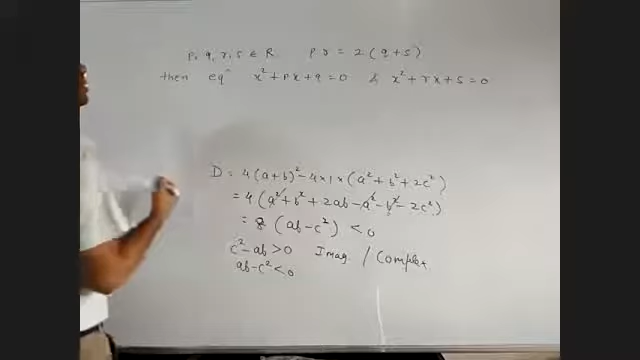 p, q, r, s ∈ R. pr = 2(q+s)
then eqⁿ x²+px+q=0 & x²+rx+s=0
D = 4(a+b)² - 4×1×(a²+b²+2c²)
= 4(a²+b²+2ab-a²-b²-2c²)
= 8(ab-c²) < 0
c²-ab>0 Imag. / Complex
ab-c²<0